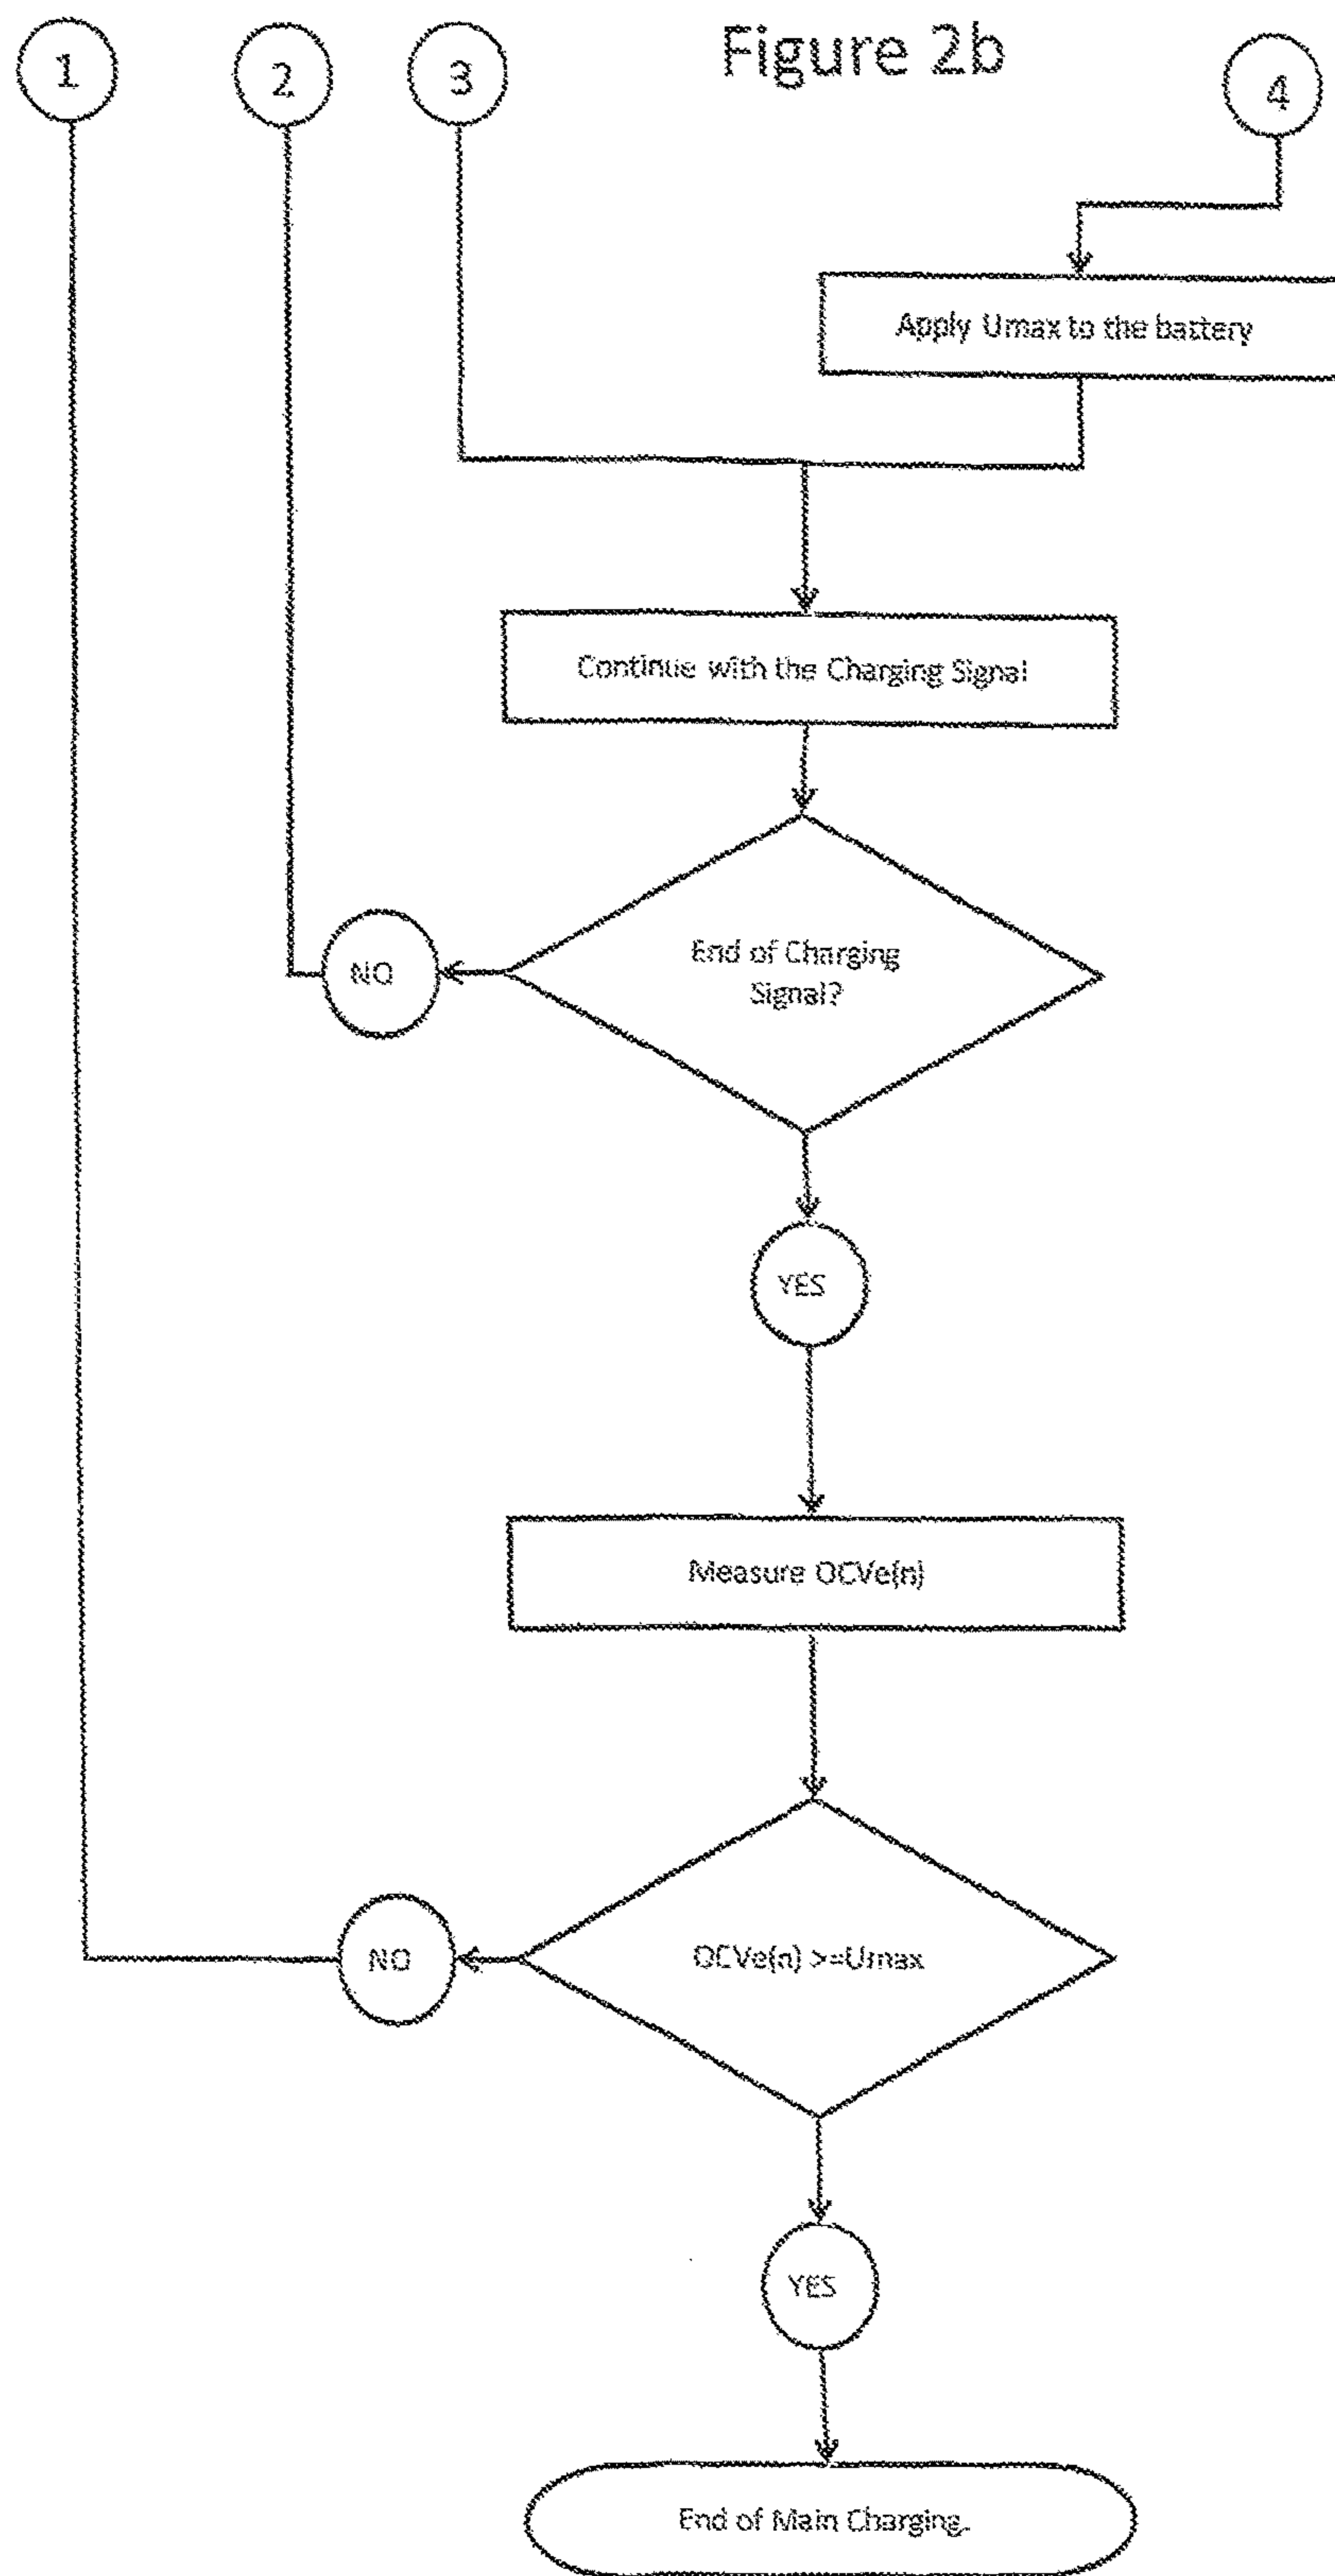 Figure 2b
1
2
3
4
Apply Umax to the battery
Continue with the Charging Signal
End of Charging
Signal?
NO
YES
Measure OCVe(n)
OCVe(n) >=Umax
NO
YES
End of Main Charging.